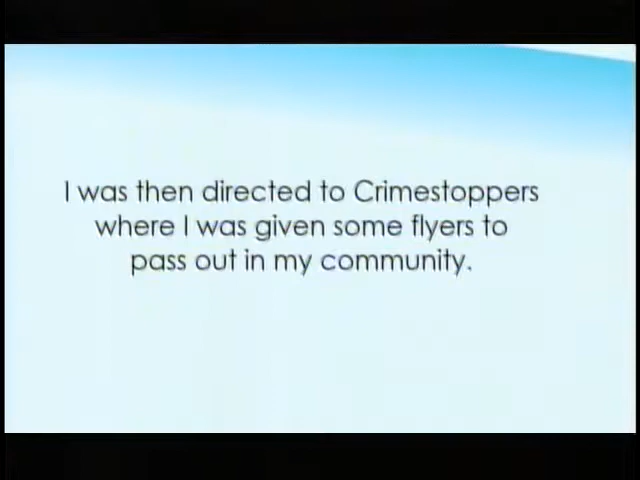 I was then directed to Crimestoppers
where I was given some flyers to
pass out in my community.